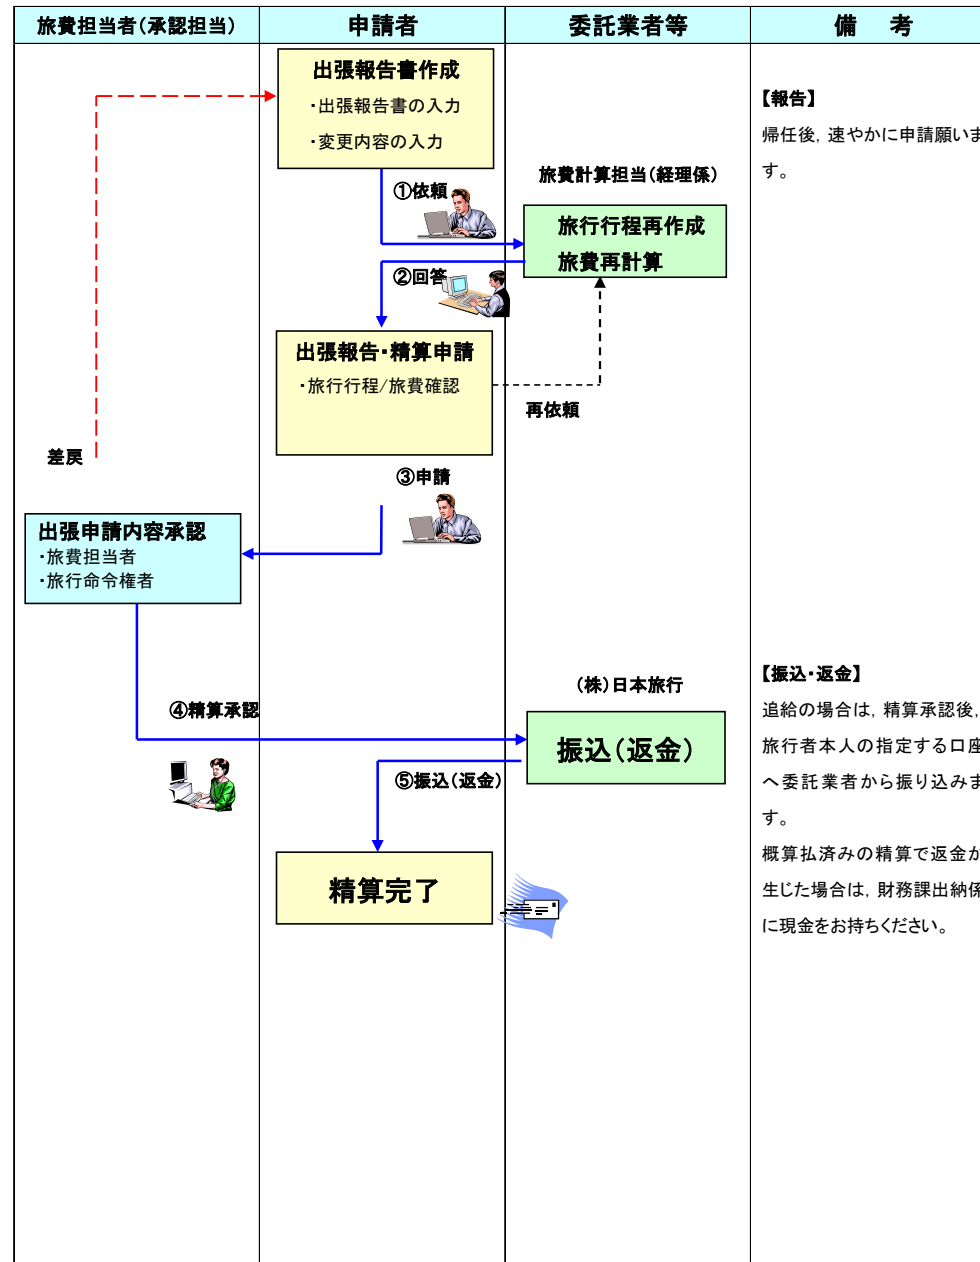 旅費担当者（承認担当）
申請者
委託業者等
備　考
出張報告書作成
・出張報告書の入力
・変更内容の入力
【報告】
帰任後，速やかに申請願いま
す。
旅費計算担当（経理係）
①依頼
旅行行程再作成
旅費再計算
②回答
出張報告・精算申請
・旅行行程/旅費確認
再依頼
差戻
③申請
出張申請内容承認
・旅費担当者
・旅行命令権者
（株）日本旅行
④精算承認
振込（返金）
⑤振込（返金）
精算完了
【振込・返金】
追給の場合は，精算承認後，
旅行者本人の指定する口座
へ委託業者から振り込みま
す。
概算払済みの精算で返金が
生じた場合は，財務課出納係
に現金をお持ちください。